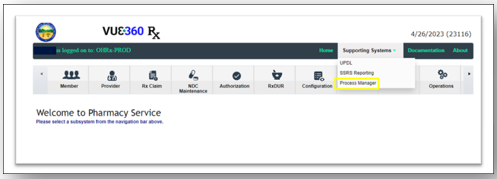 VUE360 Rx
4/26/2023 (23116)
is logged on to: OHRx-PROD
Home Supporting Systems Documentation About
UPDL
SSRS Reporting
Process Manager
Member Provider Rx Claim NDC Maintenance Authorization RxDUR Configuration Operations
Welcome to Pharmacy Service
Please select a subsystem from the navigation bar above.